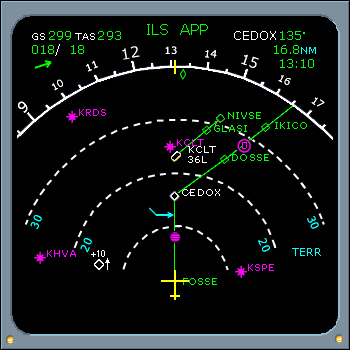 ILS APP
GS 299 TAS 293
018/ 18
CEDOX 135°
16.8NM
13:10
9
10
11
12
13
14
15
16
17
KRDS
NIVSE
GLASI
IKICO
KCLT
KCLT
36L
DOSSE
CEDOX
30
30
20
20
TERR
KHVA
+10
KSPE
FOSSE